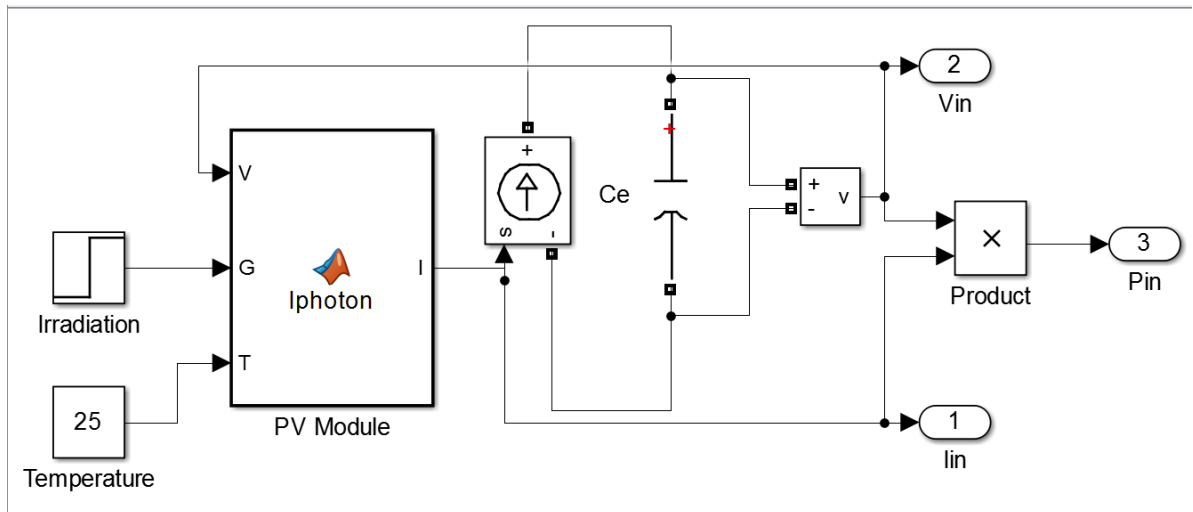 2
Vin
+
+
V
s
-
Ce
+
-
v
G
I
Iphoton
×
Product
3
Pin
Irradiation
T
PV Module
25
Temperature
1
Iin